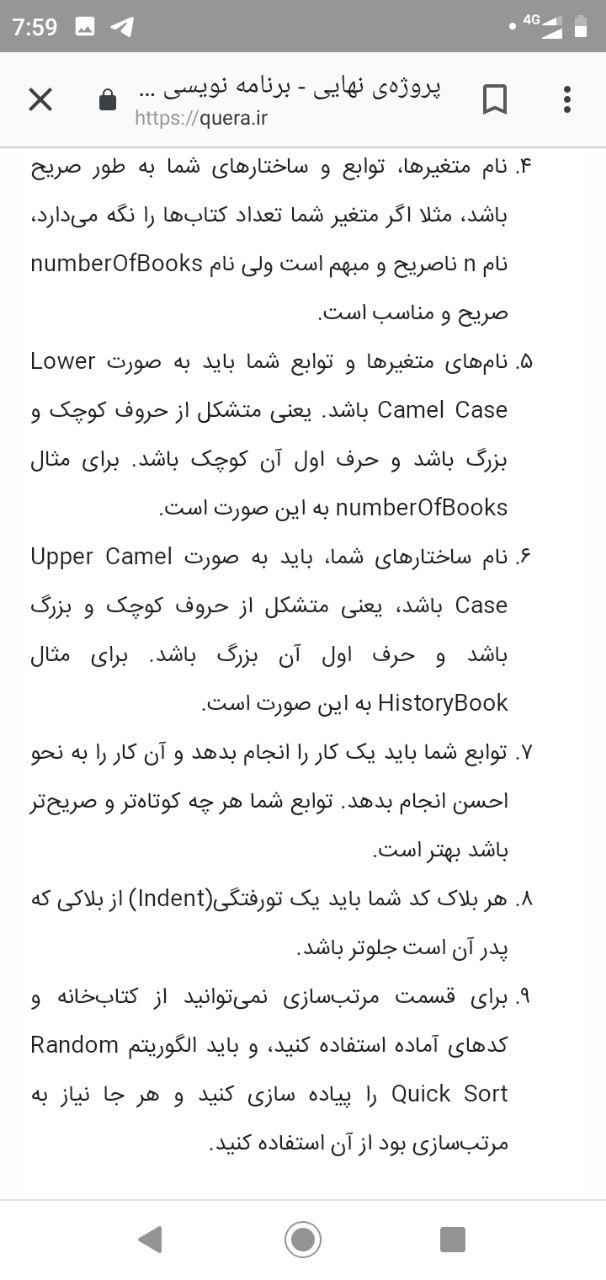 7:59
4G
پروژه‌ی نهایی - برنامه نویسی ...
https://quera.ir
۴. نام متغیرها، توابع و ساختارهای شما به طور صریح
باشد، مثلا اگر متغیر شما تعداد کتاب‌ها را نگه می‌دارد،
نام n ناصریح و مبهم است ولی نام numberOfBooks
صریح و مناسب است.
۵. نام‌های متغیرها و توابع شما باید به صورت Lower
Camel Case باشد. یعنی متشکل از حروف کوچک و
بزرگ باشد و حرف اول آن کوچک باشد. برای مثال
numberOfBooks به این صورت است.
۶. نام ساختارهای شما، باید به صورت Upper Camel
Case باشد، یعنی متشکل از حروف کوچک و بزرگ
باشد و حرف اول آن بزرگ باشد. برای مثال
HistoryBook به این صورت است.
۷. توابع شما باید یک کار را انجام بدهد و آن کار را به نحو
احسن انجام بدهد. توابع شما هر چه کوتاه‌تر و صریح‌تر
باشد بهتر است.
۸. هر بلاک کد شما باید یک تورفتگی(Indent) از بلاکی که
پدر آن است جلوتر باشد.
۹. برای قسمت مرتب‌سازی نمی‌توانید از کتاب‌خانه و
کدهای آماده استفاده کنید، و باید الگوریتم Random
Quick Sort را پیاده سازی کنید و هر جا نیاز به
مرتب‌سازی بود از آن استفاده کنید.